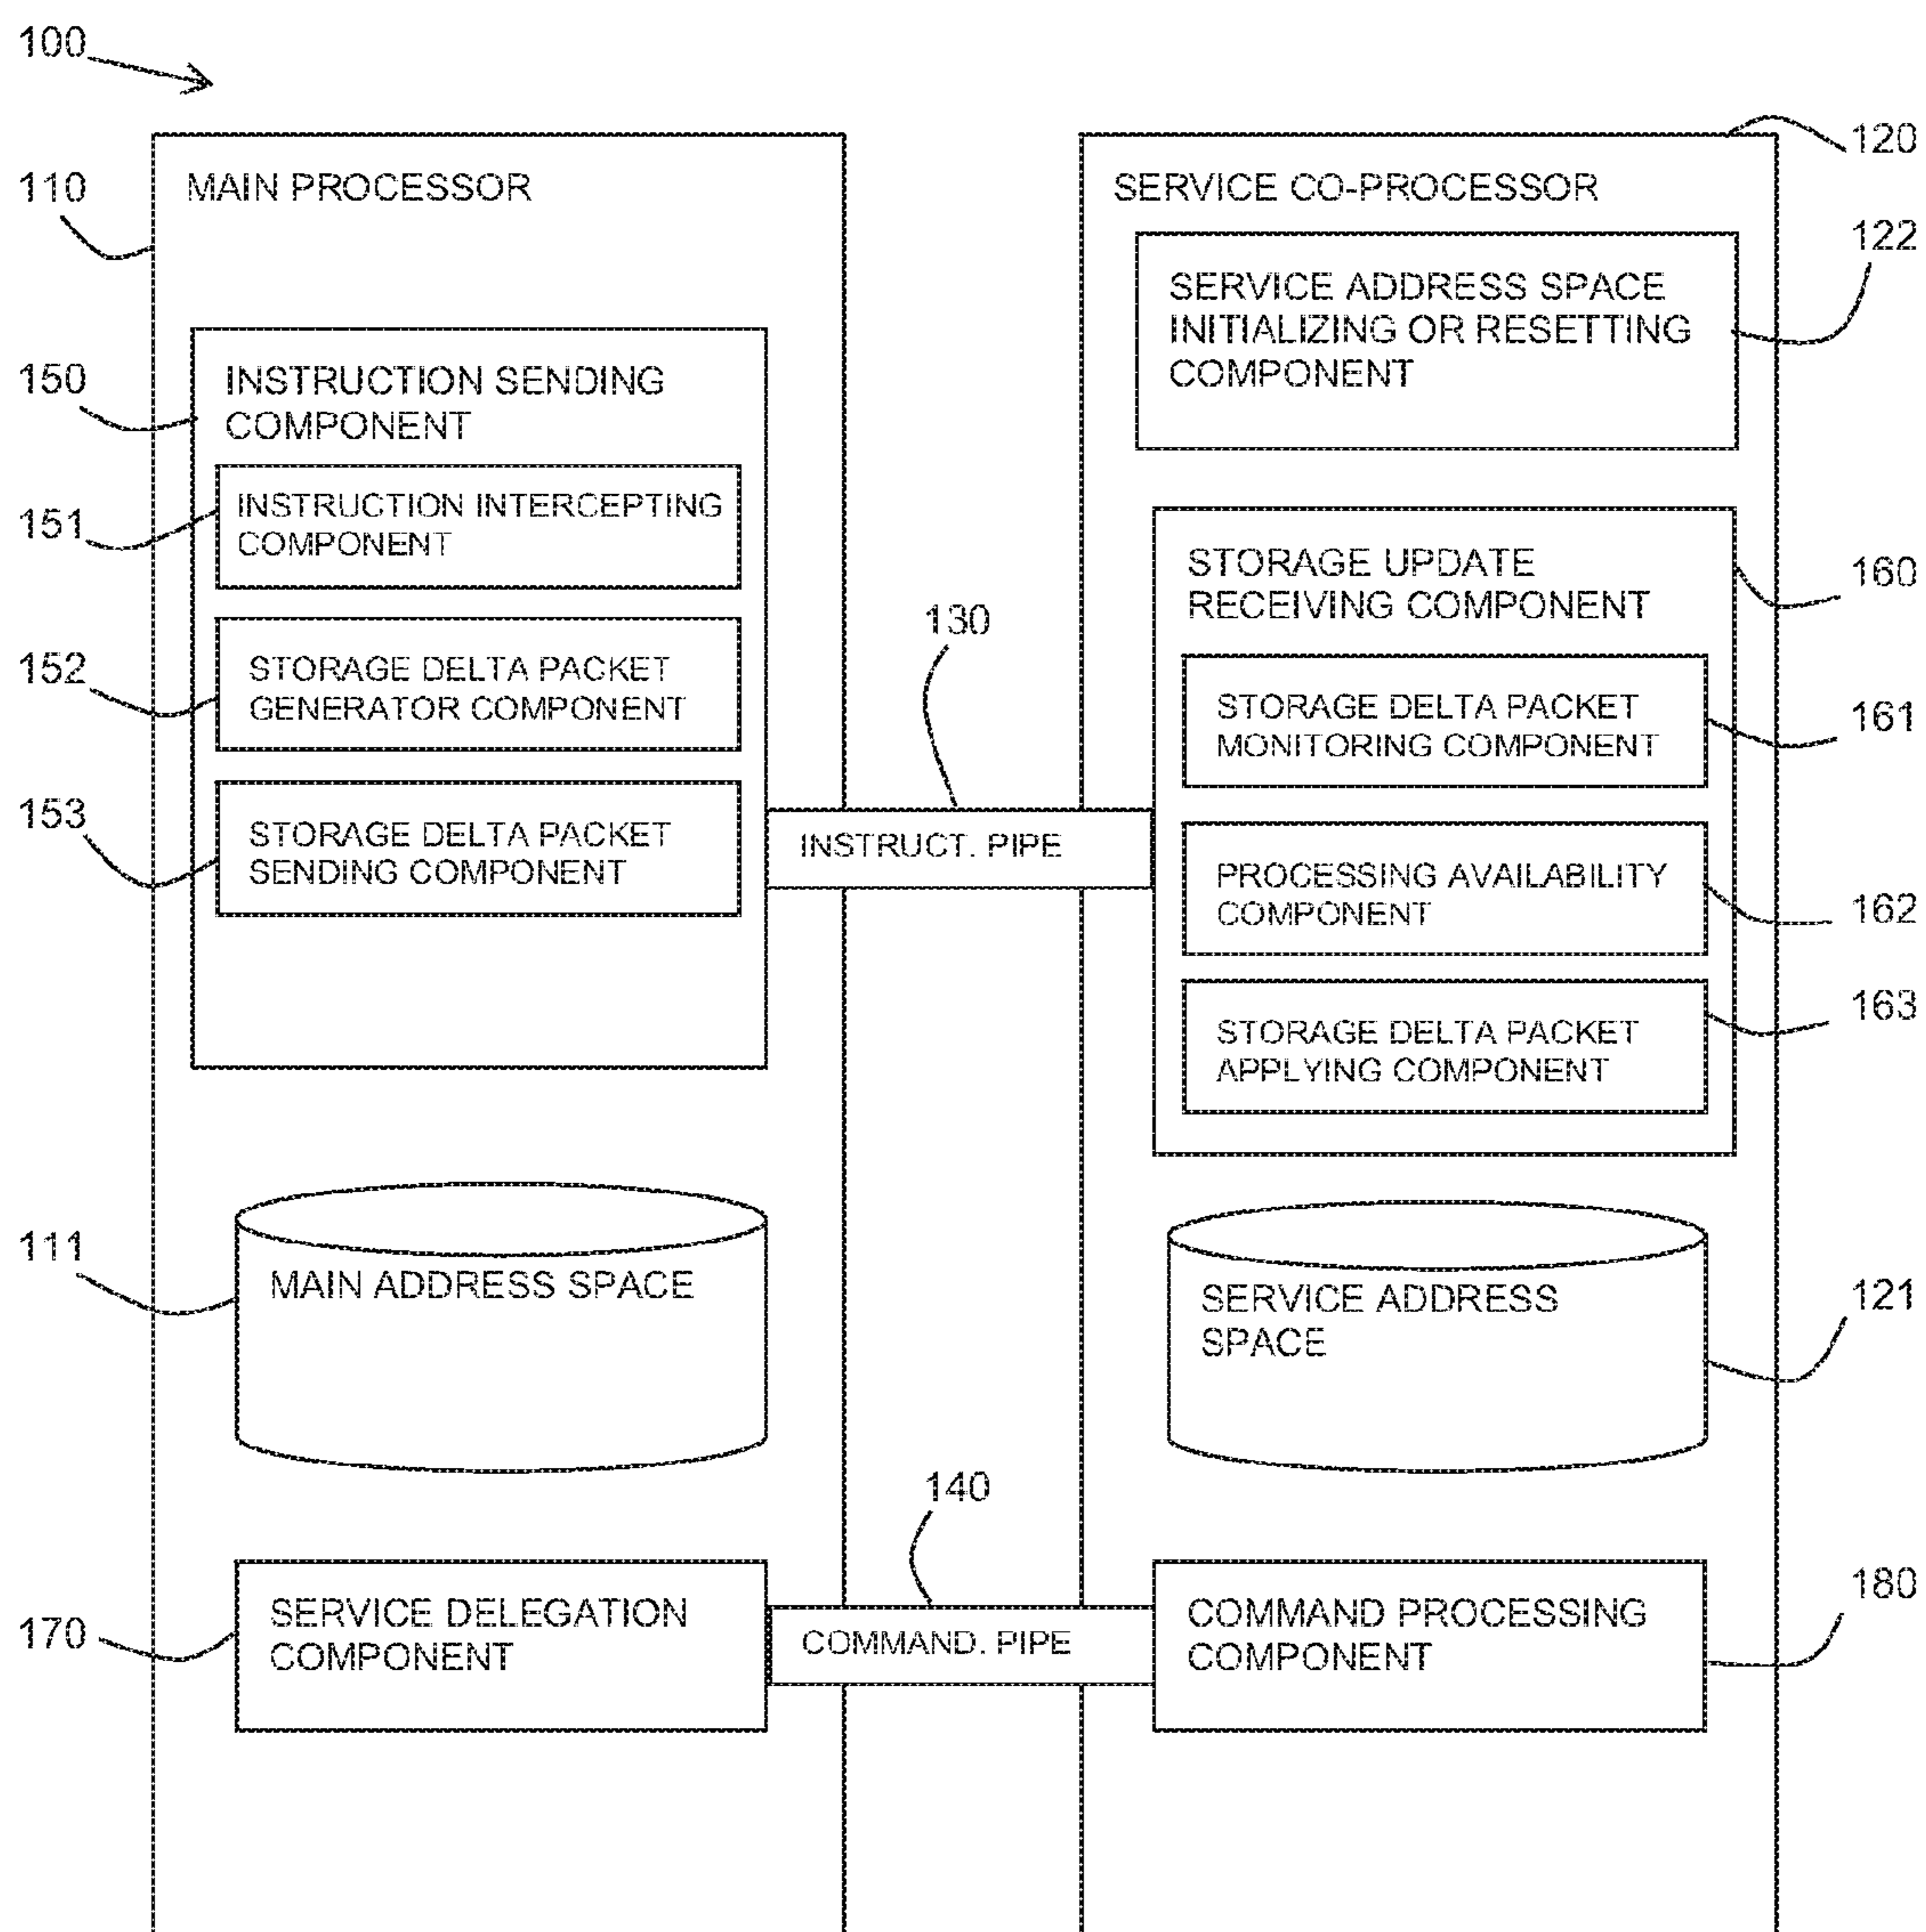 100
MAIN PROCESSOR
110
INSTRUCTION SENDING
COMPONENT
150
INSTRUCTION INTERCEPTING
COMPONENT
151
STORAGE DELTA PACKET
GENERATOR COMPONENT
152
STORAGE DELTA PACKET
SENDING COMPONENT
153
MAIN ADDRESS SPACE
111
SERVICE DELEGATION
COMPONENT
170
130
INSTRUCT. PIPE
140
COMMAND. PIPE
SERVICE CO-PROCESSOR
120
SERVICE ADDRESS SPACE
INITIALIZING OR RESETTING
COMPONENT
122
STORAGE UPDATE
RECEIVING COMPONENT
160
STORAGE DELTA PACKET
MONITORING COMPONENT
161
PROCESSING AVAILABILITY
COMPONENT
162
STORAGE DELTA PACKET
APPLYING COMPONENT
163
SERVICE ADDRESS
SPACE
121
COMMAND PROCESSING
COMPONENT
180